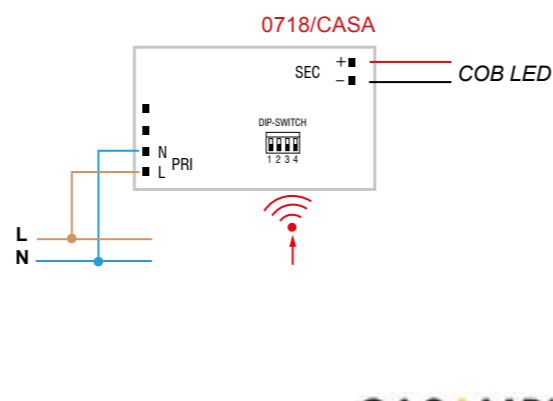 0718/CASA
SEC + −
COB LED
DIP-SWITCH
1 2 3 4
N
PRI
L
L
N